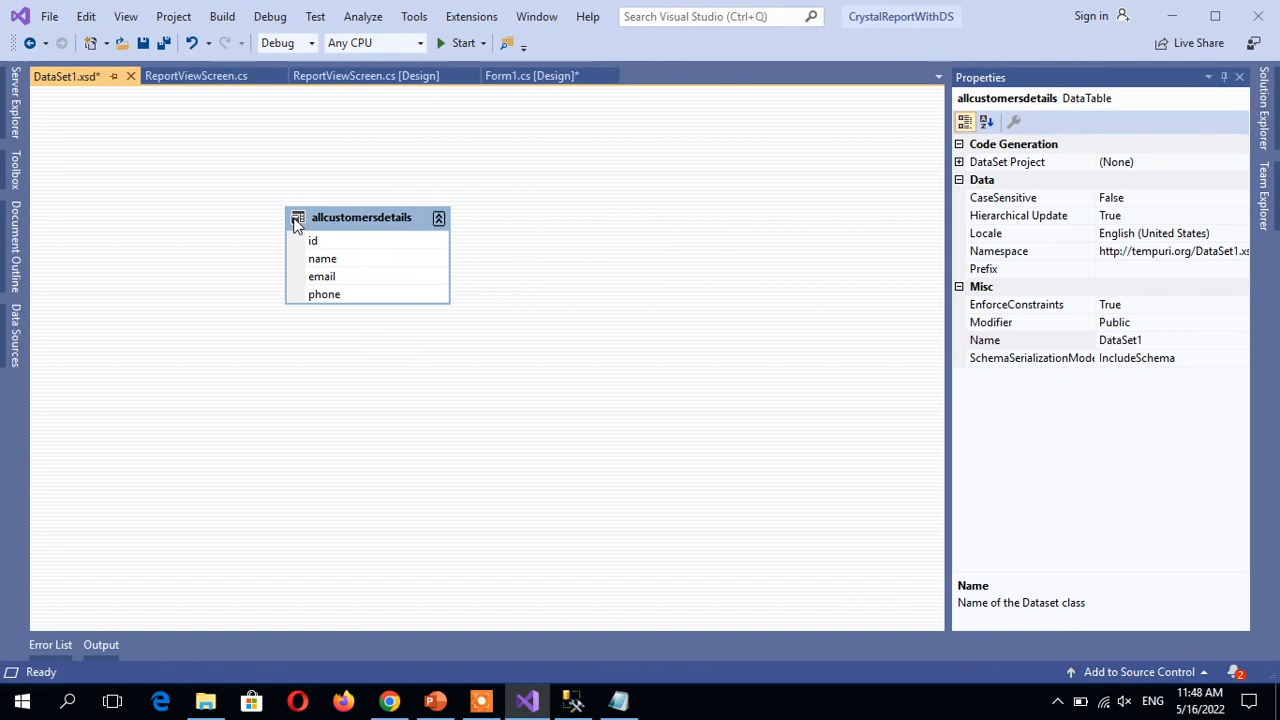 File Edit View Project Build Debug Test Analyze Tools Extensions Window Help Search Visual Studio (Ctrl+Q) CrystalReportWithDS Sign in
Debug Any CPU Start Live Share
DataSet1.xsd* ReportViewScreen.cs ReportViewScreen.cs [Design] Form1.cs [Design]*
Server Explorer
Toolbox
Document Outline
Data Sources
allcustomersdetails
id
name
email
phone
Properties
allcustomersdetails DataTable
Code Generation
DataSet Project (None)
Data
CaseSensitive False
Hierarchical Update True
Locale English (United States)
Namespace http://tempuri.org/DataSet1.xs
Prefix
Misc
EnforceConstraints True
Modifier Public
Name DataSet1
SchemaSerializationMode IncludeSchema
Name
Name of the Dataset class
Solution Explorer
Team Explorer
Error List Output
Ready Add to Source Control 2
ENG
11:48 AM
5/16/2022